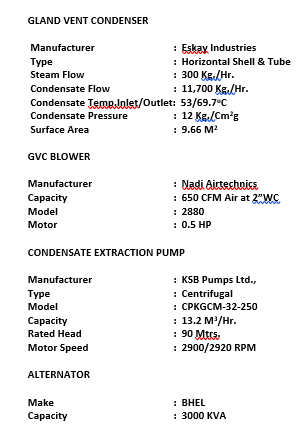 GLAND VENT CONDENSER
Manufacturer : Eskay Industries
Type : Horizontal Shell & Tube
Steam Flow : 300 Kg./Hr.
Condensate Flow : 11,700 Kg./Hr.
Condensate Temp.Inlet/Outlet: 53/69.7°C
Condensate Pressure : 12 Kg./Cm²g
Surface Area : 9.66 M²
GVC BLOWER
Manufacturer : Nadi Airtechnics
Capacity : 650 CFM Air at 2"WC
Model : 2880
Motor : 0.5 HP
CONDENSATE EXTRACTION PUMP
Manufacturer : KSB Pumps Ltd.,
Type : Centrifugal
Model : CPKGCM-32-250
Capacity : 13.2 M³/Hr.
Rated Head : 90 Mtrs.
Motor Speed : 2900/2920 RPM
ALTERNATOR
Make : BHEL
Capacity : 3000 KVA